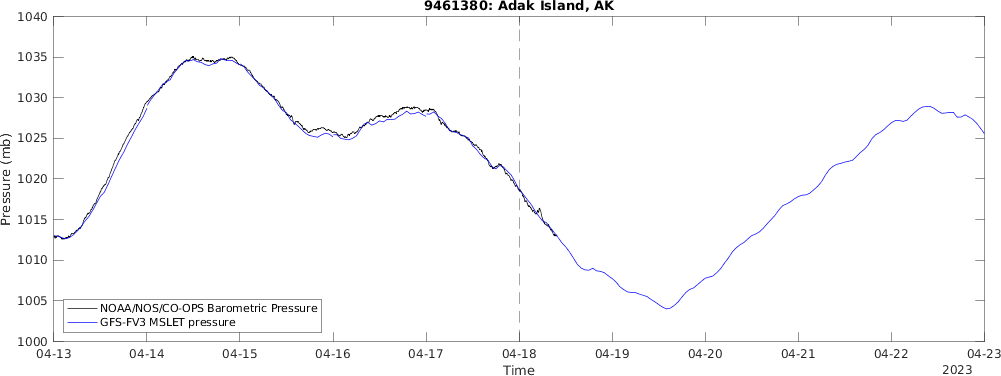 9461380: Adak Island, AK
Pressure (mb)
1040
1035
1030
1025
1020
1015
1010
1005
1000
NOAA/NOS/CO-OPS Barometric Pressure
GFS-FV3 MSLET pressure
04-13 04-14 04-15 04-16 04-17 04-18 04-19 04-20 04-21 04-22 04-23
Time
2023